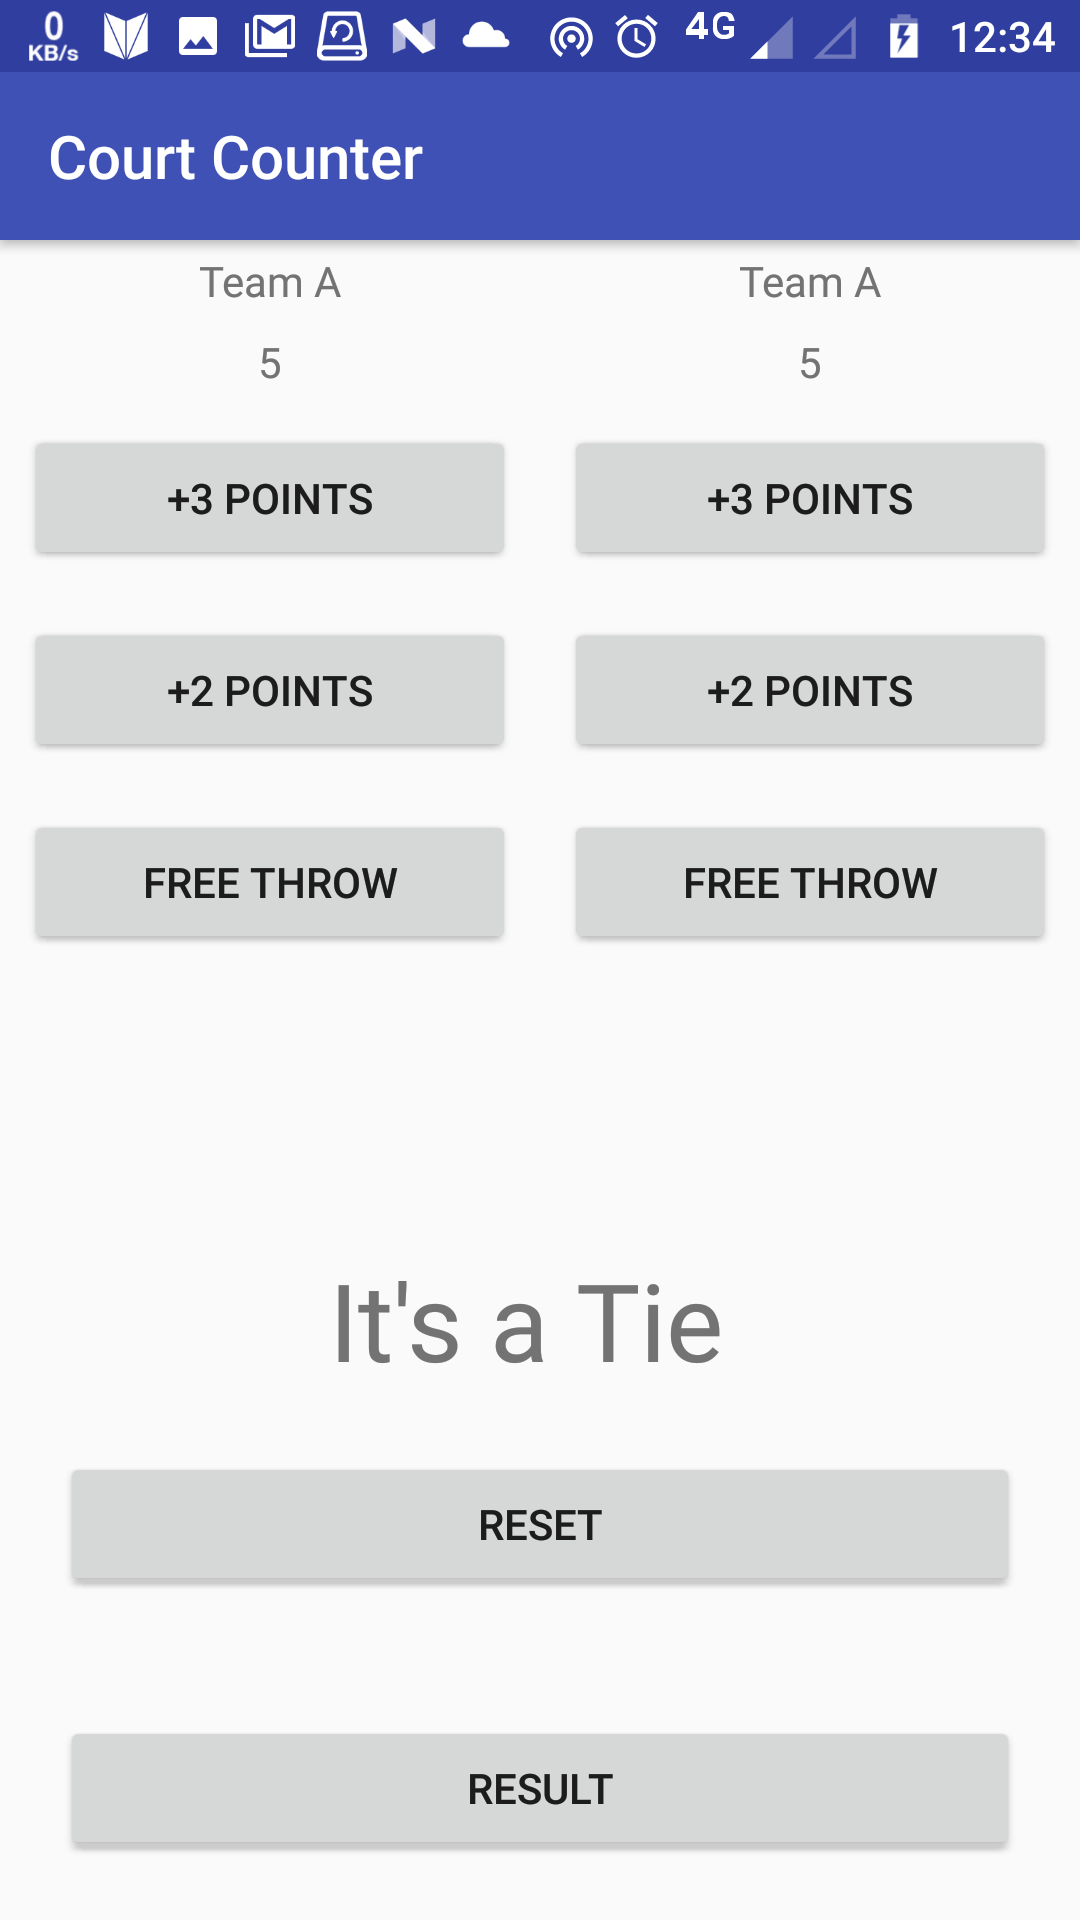 0 KB/s 4G 12:34
Court Counter
Team A Team A
5 5
+3 POINTS +3 POINTS
+2 POINTS +2 POINTS
FREE THROW FREE THROW
It's a Tie
RESET
RESULT